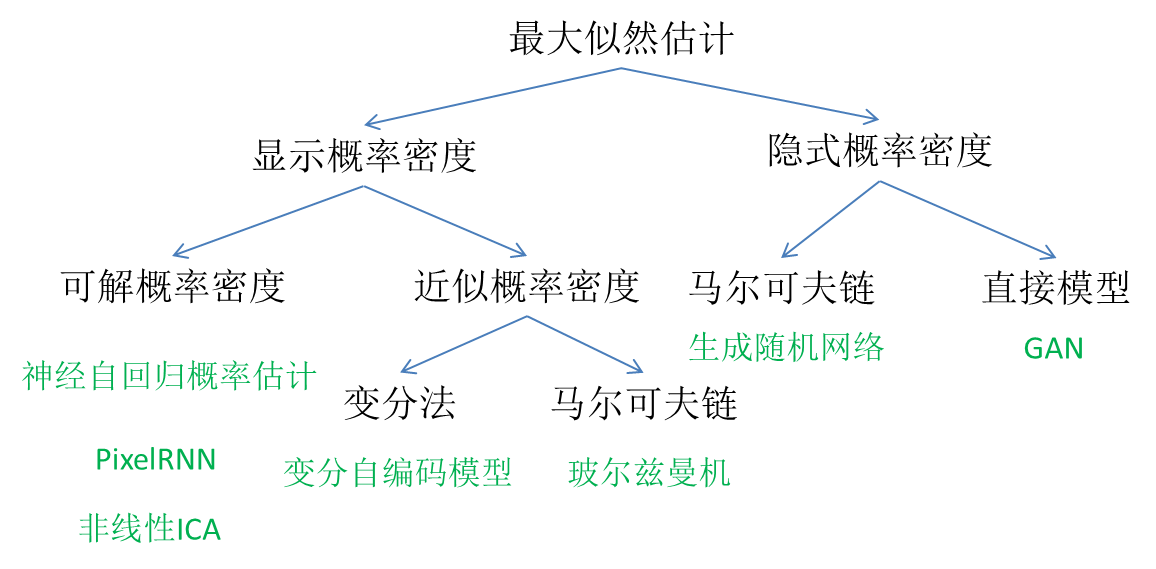 最大似然估计
显示概率密度
隐式概率密度
可解概率密度
近似概率密度
马尔可夫链
直接模型
神经自回归概率估计
生成随机网络
GAN
变分法
马尔可夫链
PixelRNN
变分自编码模型
玻尔兹曼机
非线性ICA